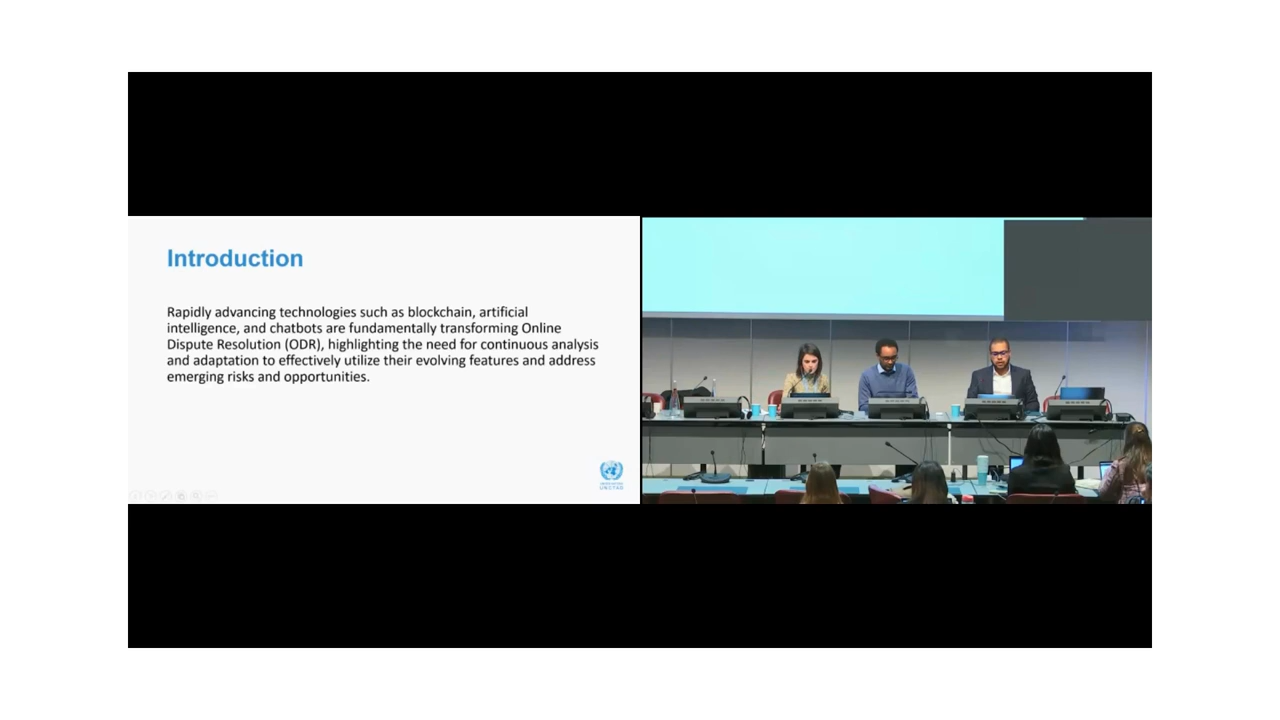 Introduction
Rapidly advancing technologies such as blockchain, artificial
intelligence, and chatbots are fundamentally transforming Online
Dispute Resolution (ODR), highlighting the need for continuous analysis
and adaptation to effectively utilize their evolving features and address
emerging risks and opportunities.
UNCTAD